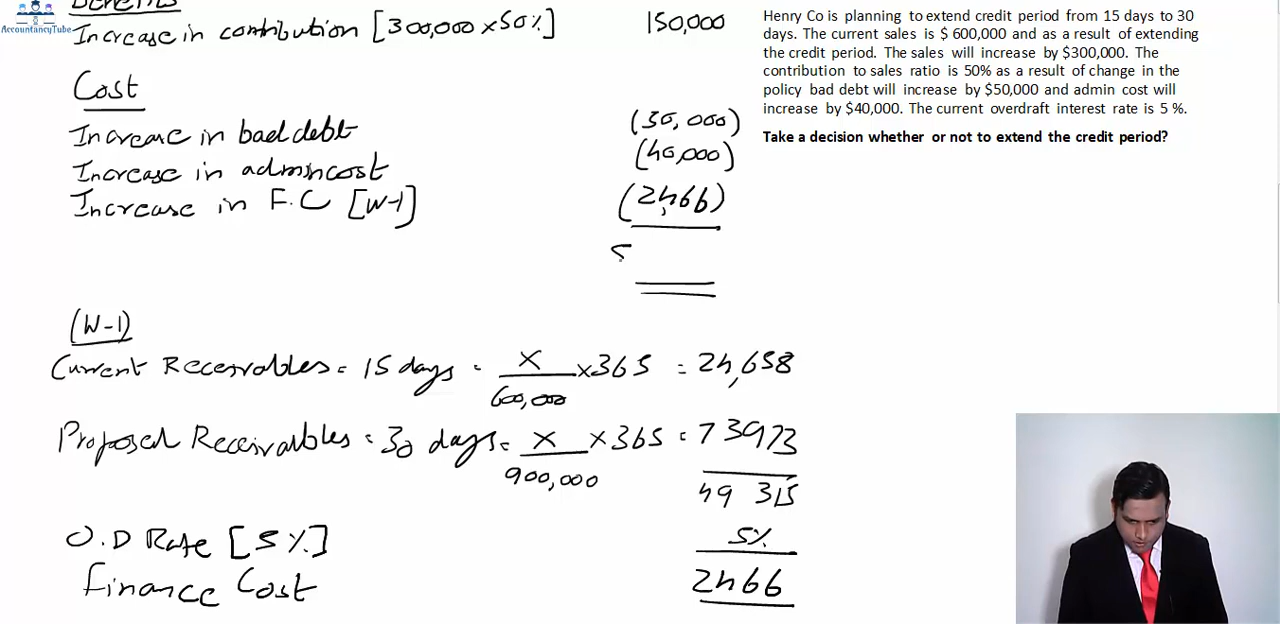 Benefits
AccountancyTube
Increase in contribution [300,000 x 50%] 150,000
Cost
Increase in bad debt (50,000)
Increase in admin cost (40,000)
Increase in F.C [W-1] (2,466)
5
(W-1)
Current Receivables = 15 days = x / 600,000 x 365 = 24,658
Proposed Receivables = 30 days = x / 900,000 x 365 = 73973
49 315
O.D Rate [5%] 5%
Finance Cost 2466
Henry Co is planning to extend credit period from 15 days to 30
days. The current sales is $ 600,000 and as a result of extending
the credit period. The sales will increase by $300,000. The
contribution to sales ratio is 50% as a result of change in the
policy bad debt will increase by $50,000 and admin cost will
increase by $40,000. The current overdraft interest rate is 5 %.
Take a decision whether or not to extend the credit period?